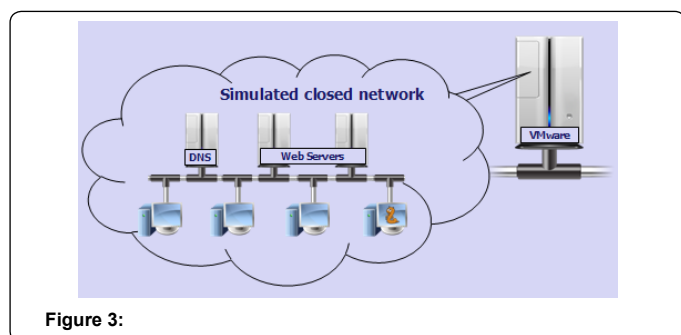 Simulated closed network
VMware
DNS
Web Servers
Figure 3: